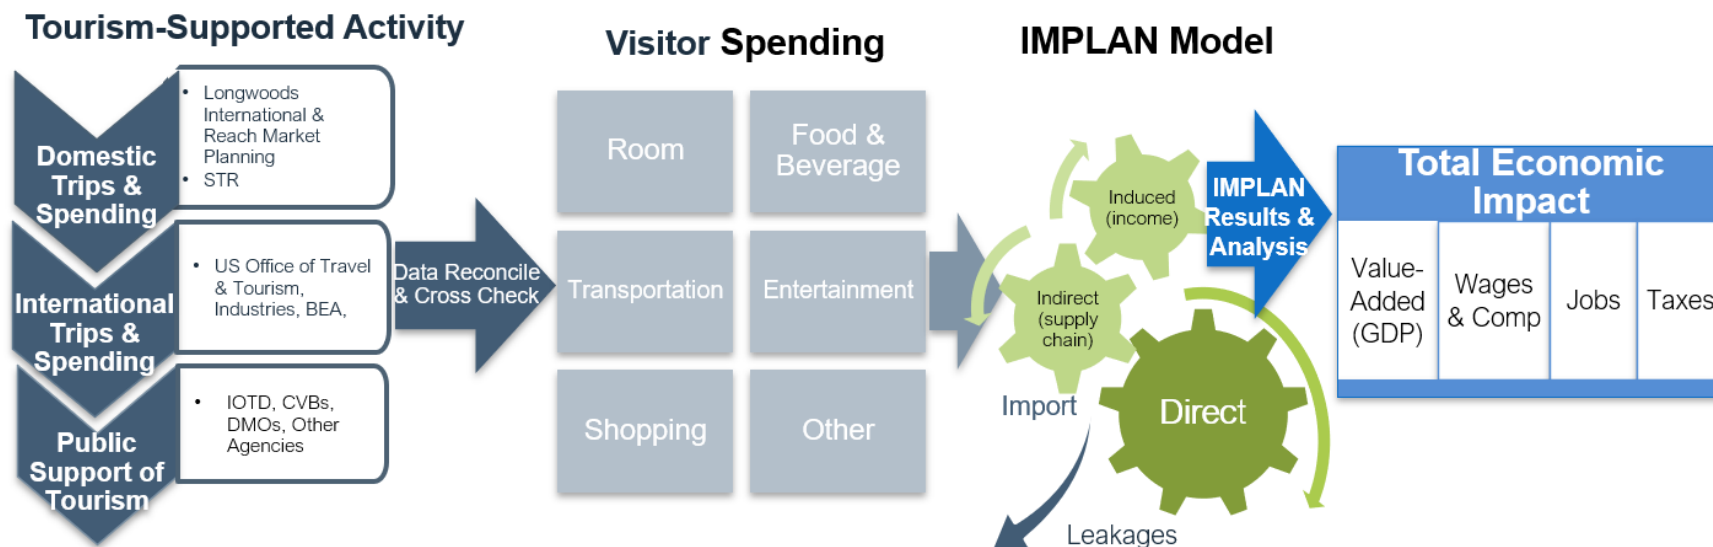 Tourism-Supported Activity
Visitor Spending
IMPLAN Model
Domestic
Trips &
Spending
• Longwoods
International &
Reach Market
Planning
• STR
International
Trips &
Spending
• US Office of Travel
& Tourism,
Industries, BEA,
Public
Support of
Tourism
• IOTD, CVBs,
DMOs, Other
Agencies
Data Reconcile
& Cross Check
Room
Food &
Beverage
Transportation
Entertainment
Shopping
Other
Induced
(income)
Indirect
(supply
chain)
Direct
Import
Leakages
IMPLAN
Results &
Analysis
Total Economic
Impact
Value-
Added
(GDP)
Wages
& Comp
Jobs
Taxes